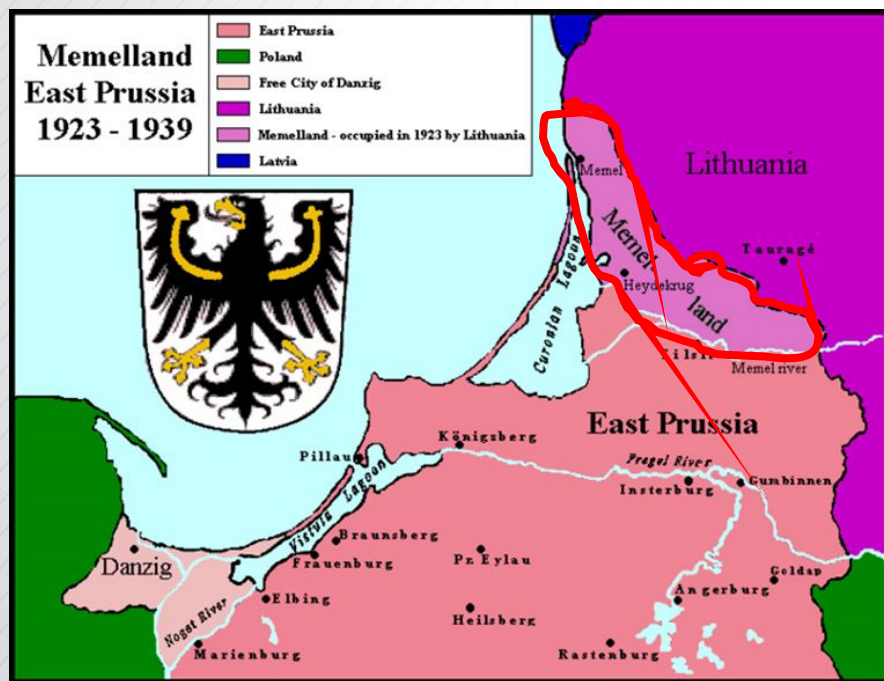 Memelland
East Prussia
1923 - 1939
East Prussia
Poland
Free City of Danzig
Lithuania
Memelland - occupied in 1923 by Lithuania
Latvia
Lithuania
Memel
Memel
land
Tauragé
Heydekrug
Curonian Lagoon
Memel river
East Prussia
Königsberg
Pillau
Pregel River
Insterburg
Gumbinnen
Vistula Lagoon
Braunsberg
Frauenburg
Pr. Eylau
Danzig
Goldap
Angerburg
Elbing
Heilsberg
Nogat River
Marienburg
Rastenburg